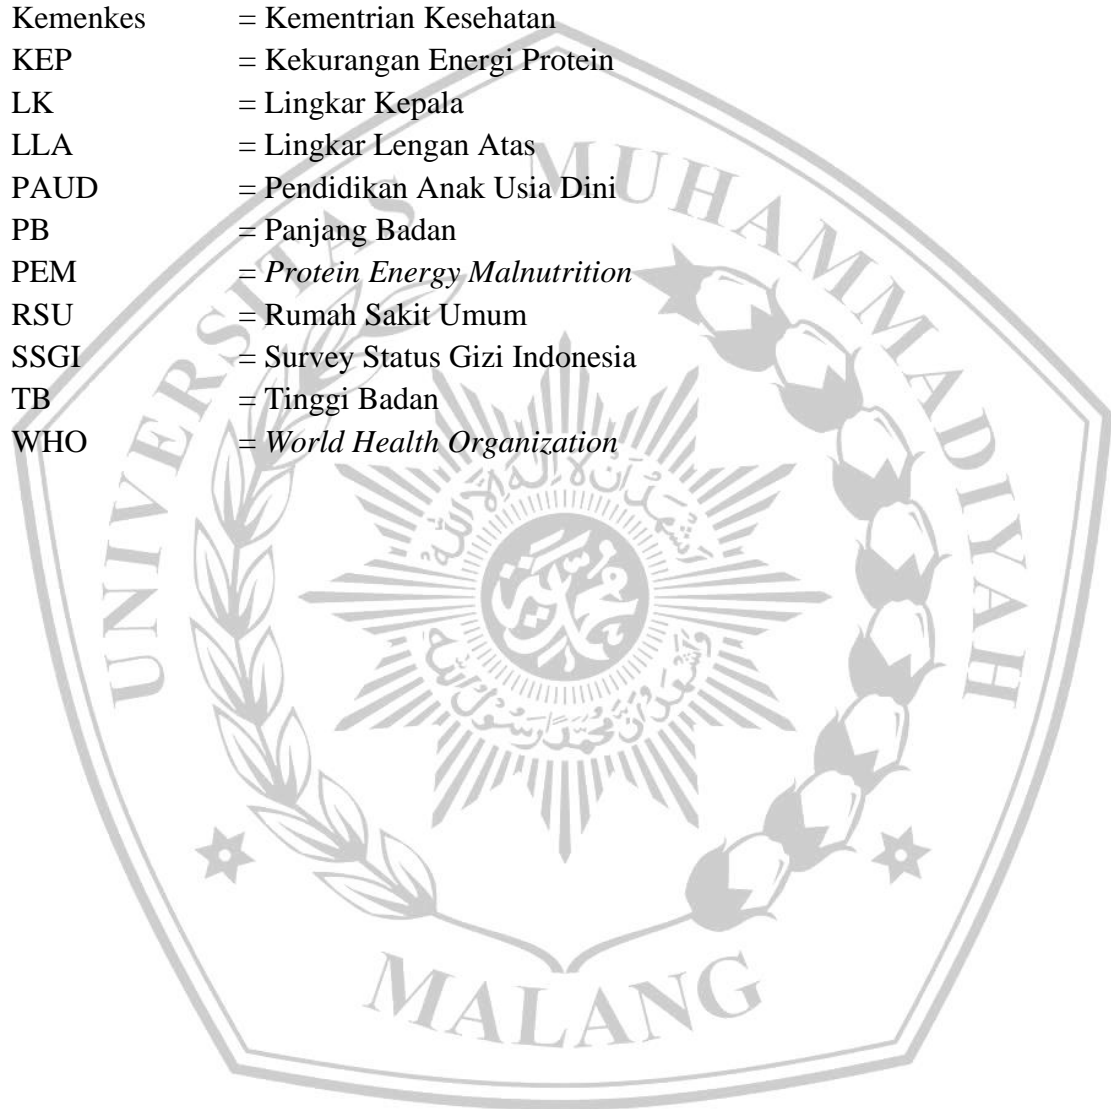 Kemenkes = Kementrian Kesehatan
KEP = Kekurangan Energi Protein
LK = Lingkar Kepala
LLA = Lingkar Lengan Atas
PAUD = Pendidikan Anak Usia Dini
PB = Panjang Badan
PEM = Protein Energy Malnutrition
RSU = Rumah Sakit Umum
SSGI = Survey Status Gizi Indonesia
TB = Tinggi Badan
WHO = World Health Organization
UNIVERSITAS MUHAMMADIYAH
MALANG